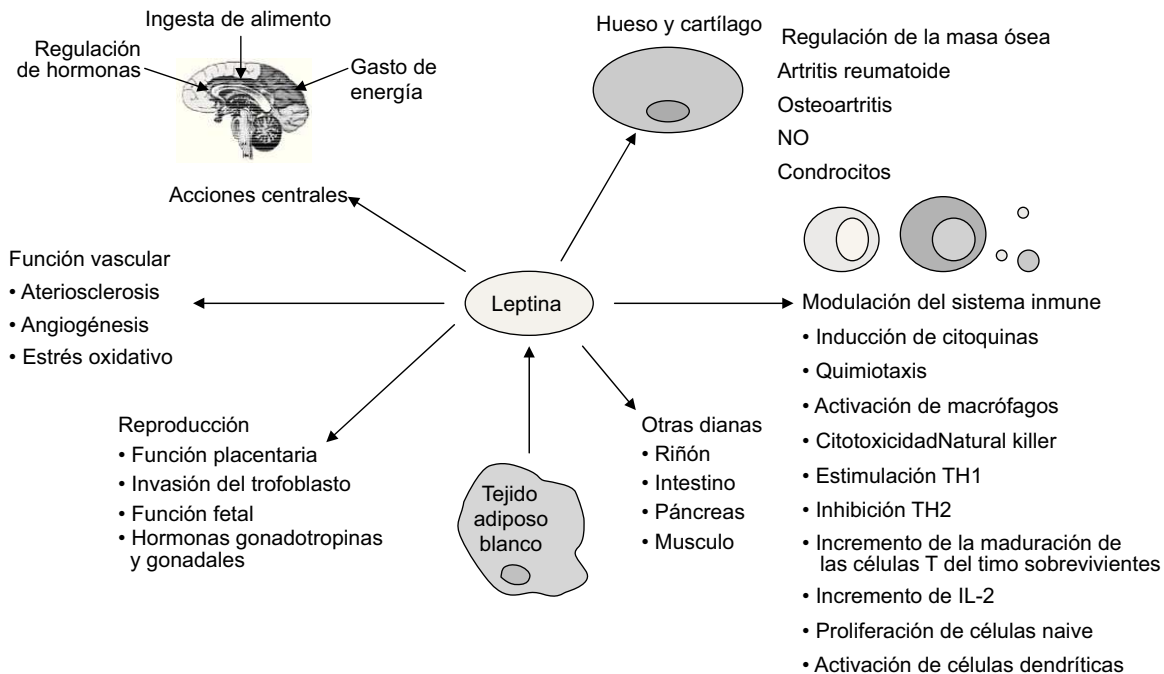 Ingesta de alimento
Regulación
de hormonas
Gasto de
energía
Acciones centrales
Hueso y cartílago
Regulación de la masa ósea
Artritis reumatoide
Osteoartritis
NO
Condrocitos
Función vascular
• Ateriosclerosis
• Angiogénesis
• Estrés oxidativo
Leptina
Modulación del sistema inmune
• Inducción de citoquinas
• Quimiotaxis
• Activación de macrófagos
• CitotoxicidadNatural killer
• Estimulación TH1
• Inhibición TH2
• Incremento de la maduración de
las células T del timo sobrevivientes
• Incremento de IL-2
• Proliferación de células naive
• Activación de células dendríticas
Reproducción
• Función placentaria
• Invasión del trofoblasto
• Función fetal
• Hormonas gonadotropinas
y gonadales
Tejido
adiposo
blanco
Otras dianas
• Riñón
• Intestino
• Páncreas
• Musculo